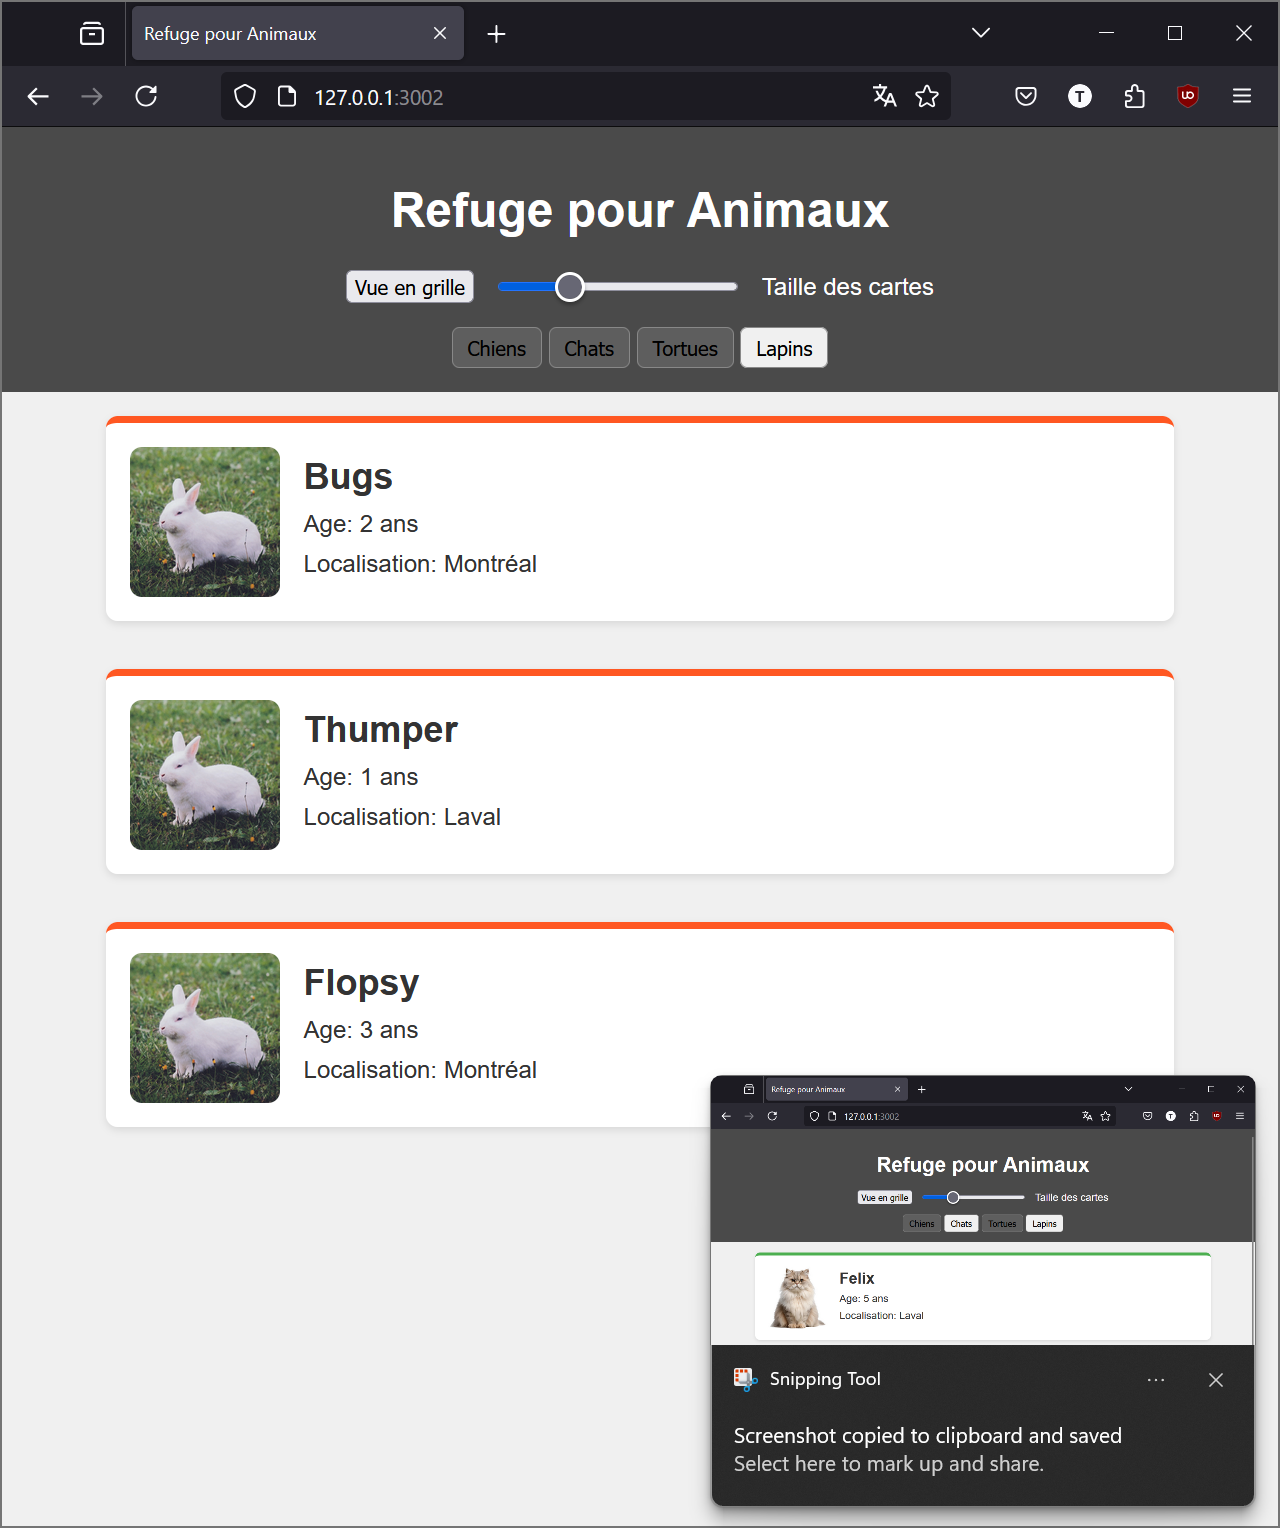 Refuge pour Animaux
127.0.0.1:3002
T
Refuge pour Animaux
Vue en grille
Taille des cartes
Chiens Chats Tortues Lapins
Bugs
Age: 2 ans
Localisation: Montréal
Thumper
Age: 1 ans
Localisation: Laval
Flopsy
Age: 3 ans
Localisation: Montréal
Refuge pour Animaux
127.0.0.1:3002
T
Refuge pour Animaux
Vue en grille
Taille des cartes
Chiens Chats Tortues Lapins
Felix
Age: 5 ans
Localisation: Laval
Snipping Tool
Screenshot copied to clipboard and saved
Select here to mark up and share.